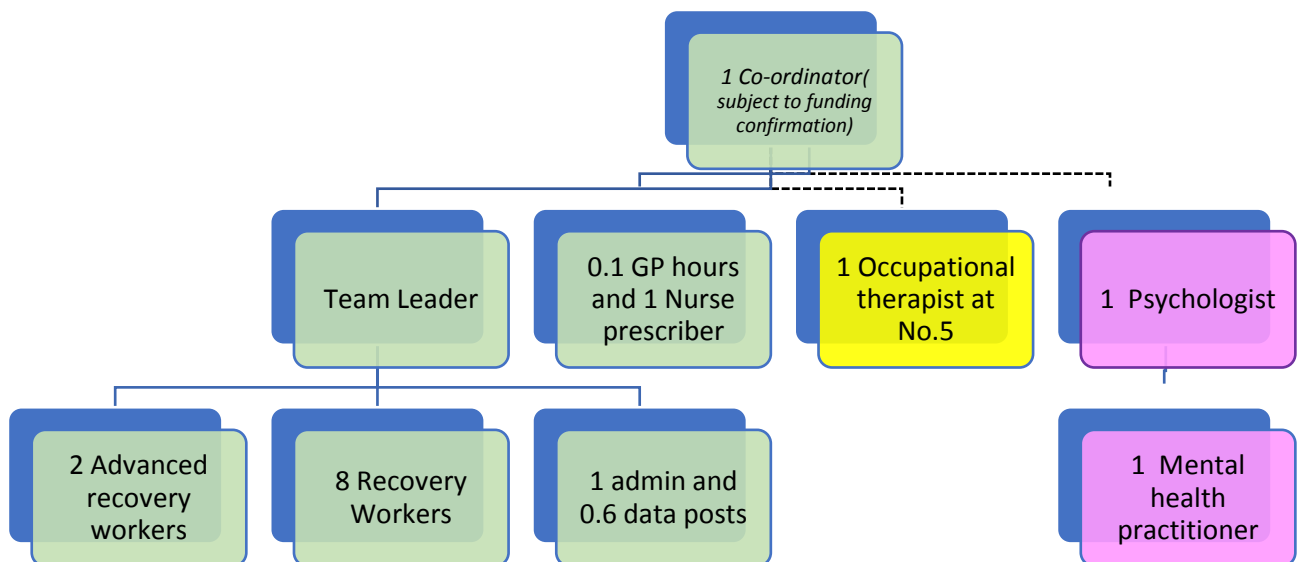 1 Co-ordinator(
subject to funding
confirmation)
Team Leader
0.1 GP hours
and 1 Nurse
prescriber
1 Occupational
therapist at
No.5
1 Psychologist
2 Advanced
recovery
workers
8 Recovery
Workers
1 admin and
0.6 data posts
1 Mental
health
practitioner